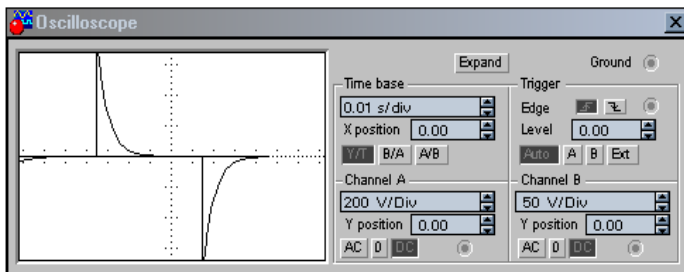 Oscilloscope
Expand Ground
Time base Trigger
0.01 s/div Edge
X position 0.00 Level 0.00
Y/T B/A A/B Auto A B Ext
Channel A Channel B
200 V/Div 50 V/Div
Y position 0.00 Y position 0.00
AC 0 DC AC 0 DC